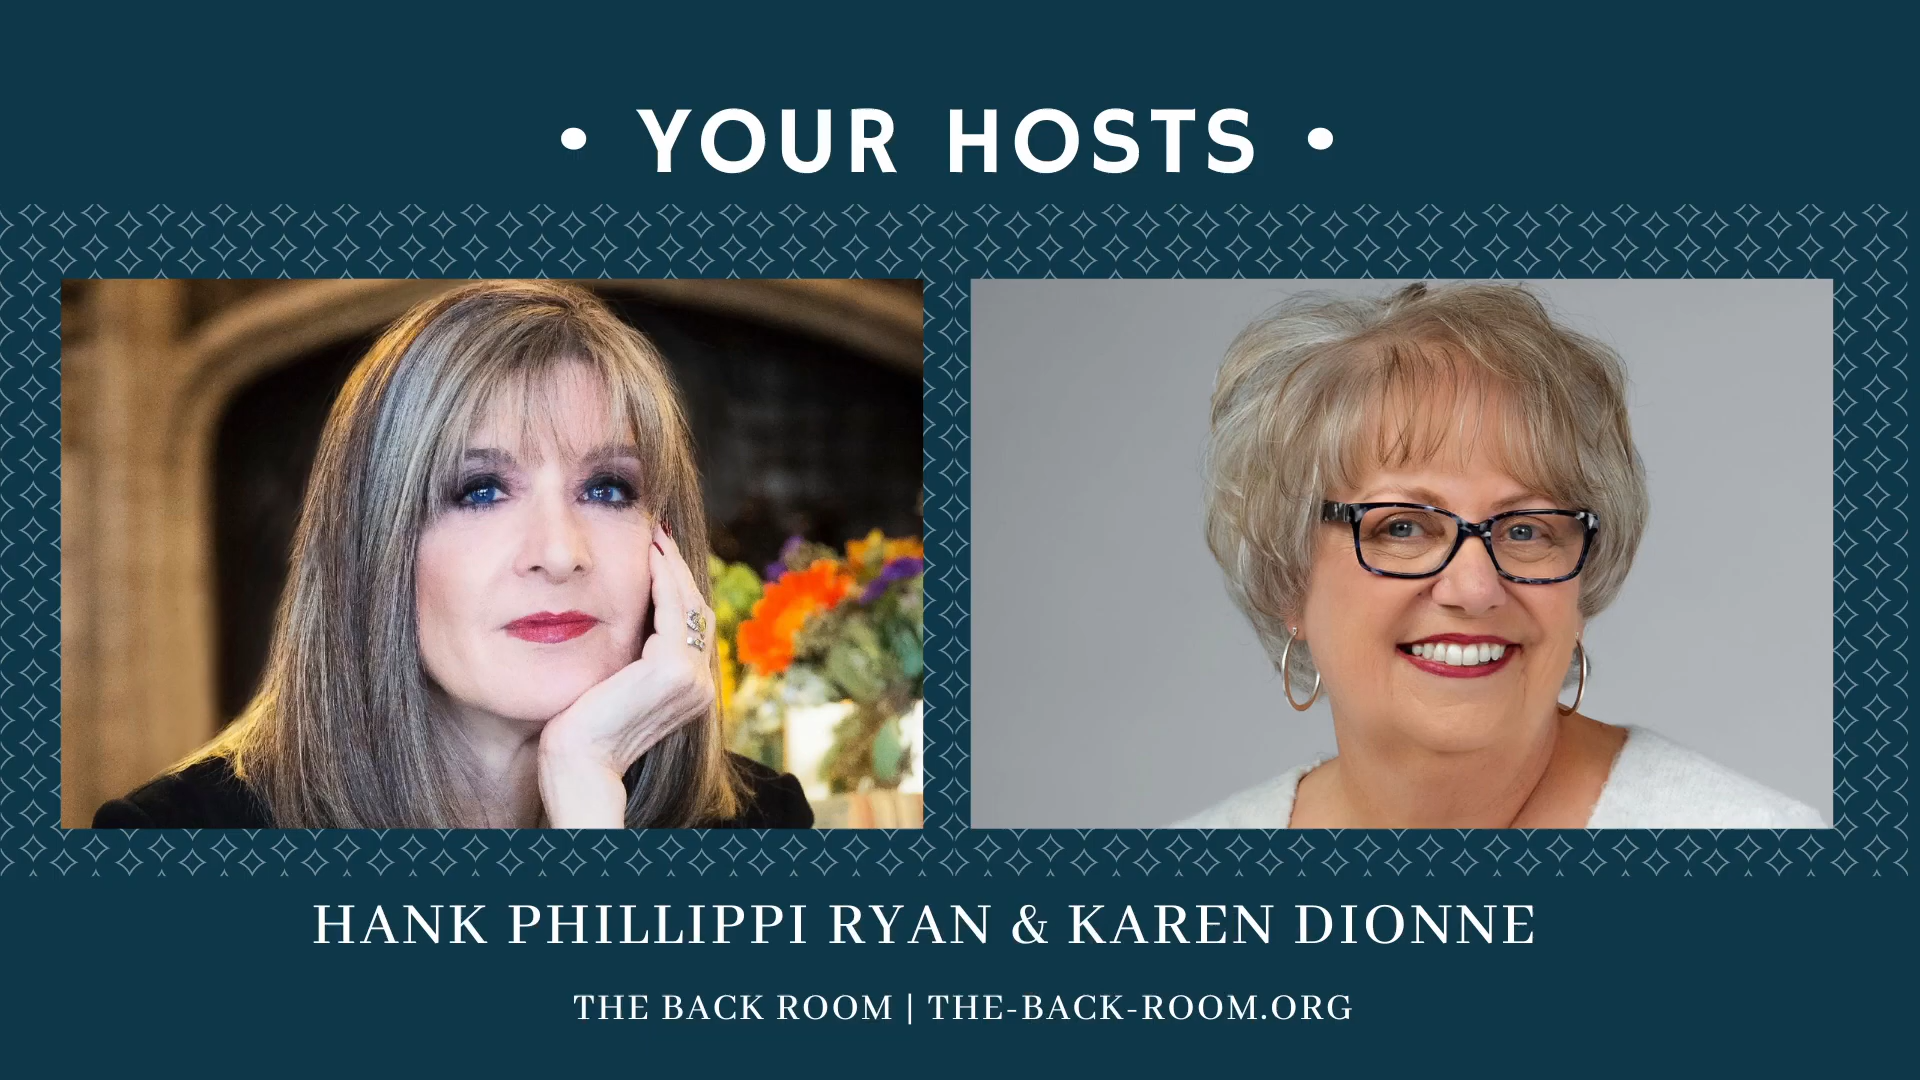 • YOUR HOSTS •
HANK PHILLIPPI RYAN & KAREN DIONNE
THE BACK ROOM | THE-BACK-ROOM.ORG